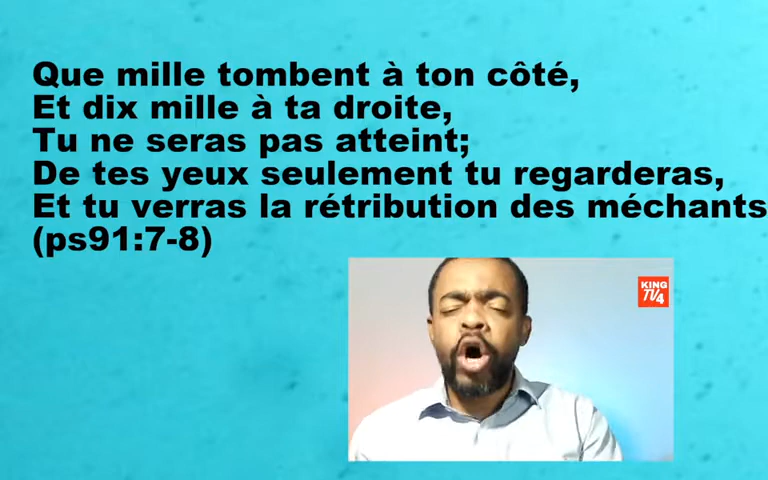 Que mille tombent à ton côté,
Et dix mille à ta droite,
Tu ne seras pas atteint;
De tes yeux seulement tu regarderas,
Et tu verras la rétribution des méchants
(ps91:7-8)
KING
TV4